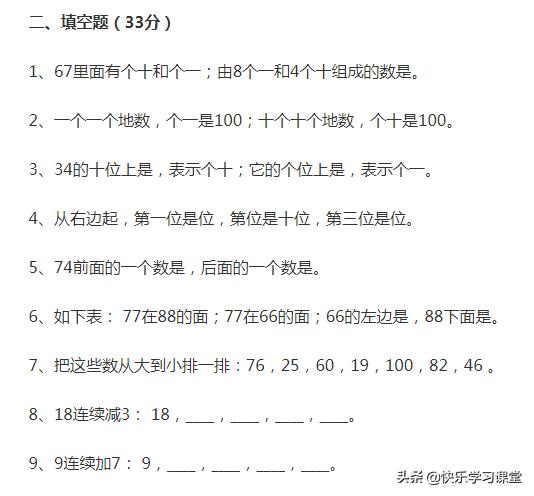 二、填空题（33分）
1、67里面有个十和个一；由8个一和4个十组成的数是。
2、一个一个地数，个一是100；十个十个地数，个十是100。
3、34的十位上是，表示个十；它的个位上是，表示个一。
4、从右边起，第一位是位，第位是十位，第三位是位。
5、74前面的一个数是，后面的一个数是。
6、如下表： 77在88的面；77在66的面；66的左边是，88下面是。
7、把这些数从大到小排一排：76，25，60，19，100，82，46 。
8、18连续减3： 18，____，____，____，____。
9、9连续加7： 9，____，____，____，____。
头条 @快乐学习课堂